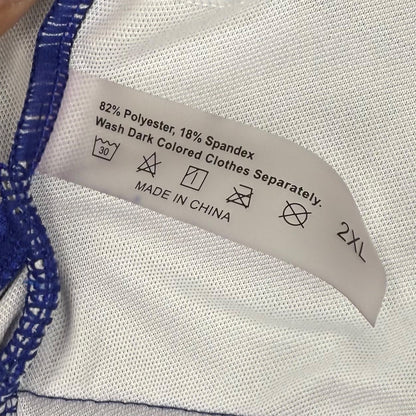 82% Polyester, 18% Spandex
Wash Dark Colored Clothes Separately.
30
MADE IN CHINA
2XL